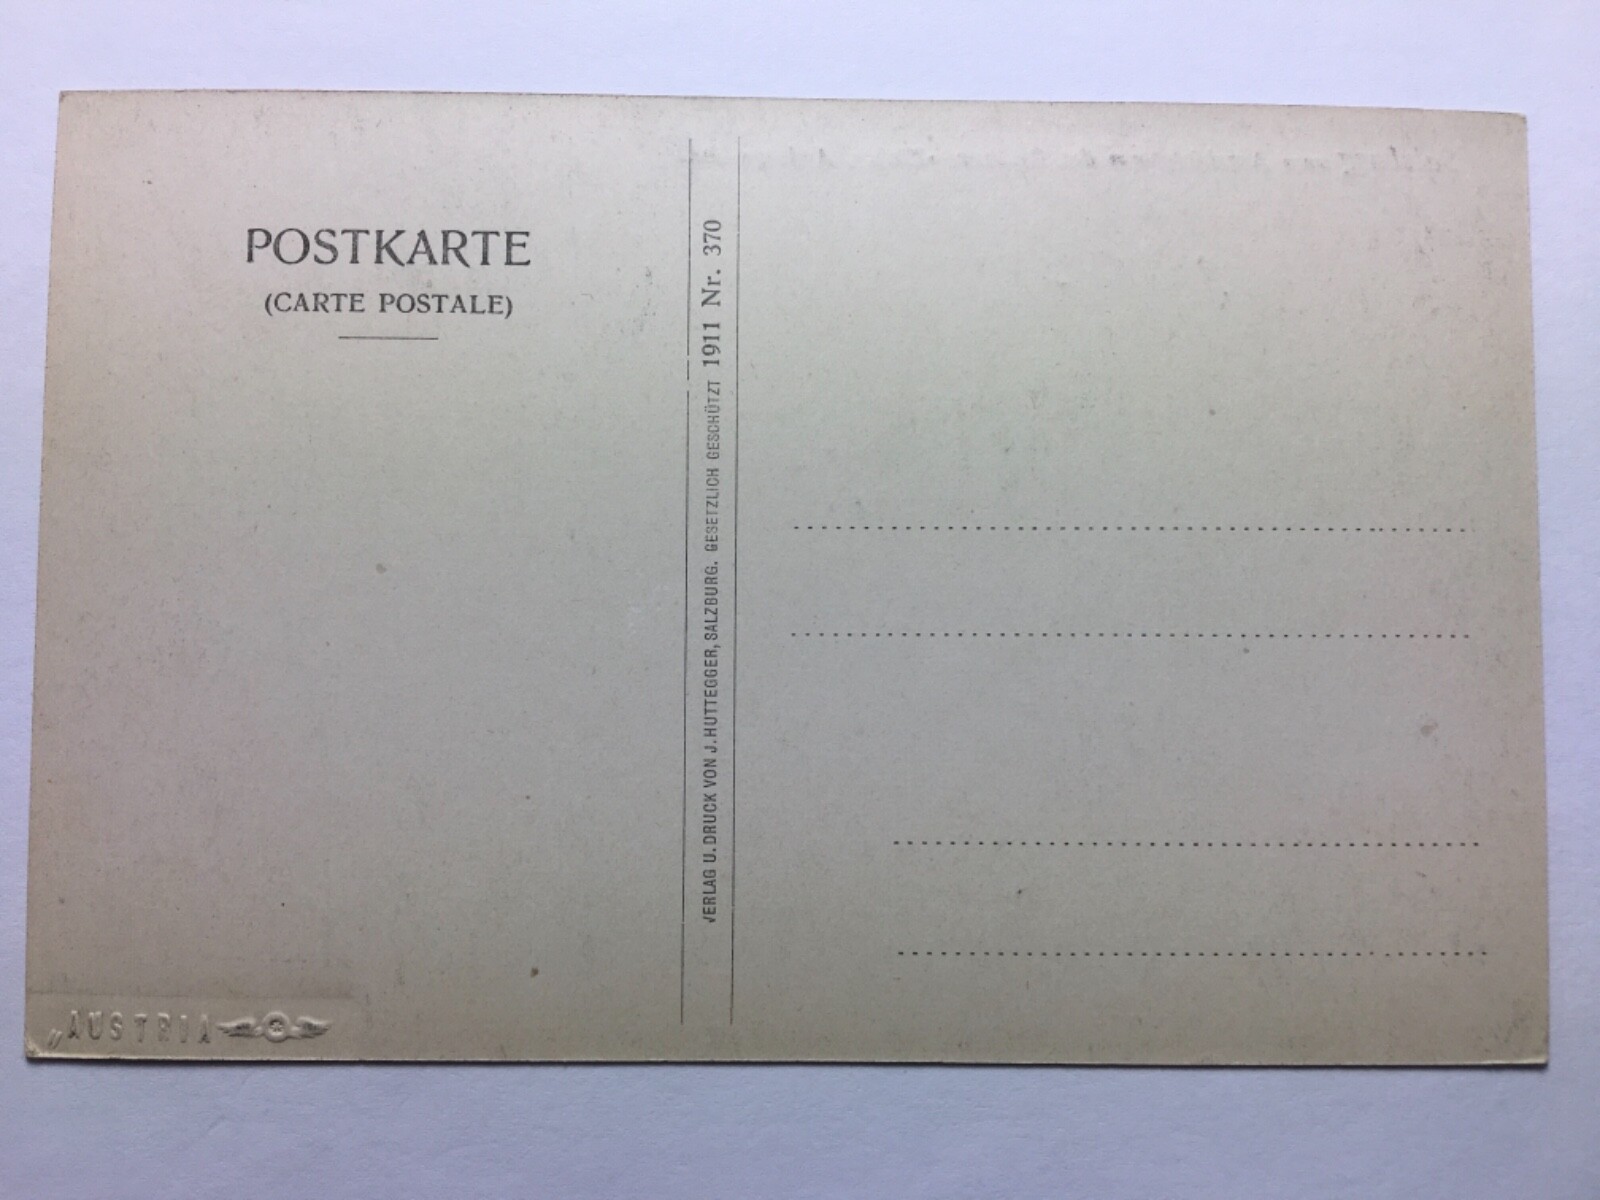 POSTKARTE
(CARTE POSTALE)
VERLAG U. DRUCK VON J. HUTTEGGER, SALZBURG. GESETZLICH GESCHÜTZT 1911 Nr. 370
„AUSTRIA